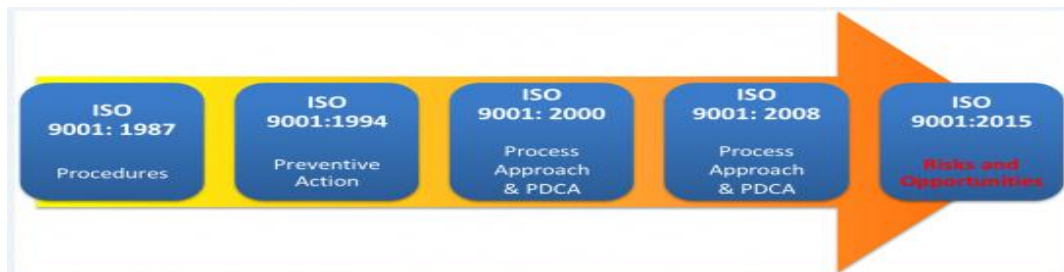 ISO
9001: 1987
Procedures
ISO
9001:1994
Preventive
Action
ISO
9001: 2000
Process
Approach
& PDCA
ISO
9001: 2008
Process
Approach
& PDCA
ISO
9001:2015
Risks and
Opportunities